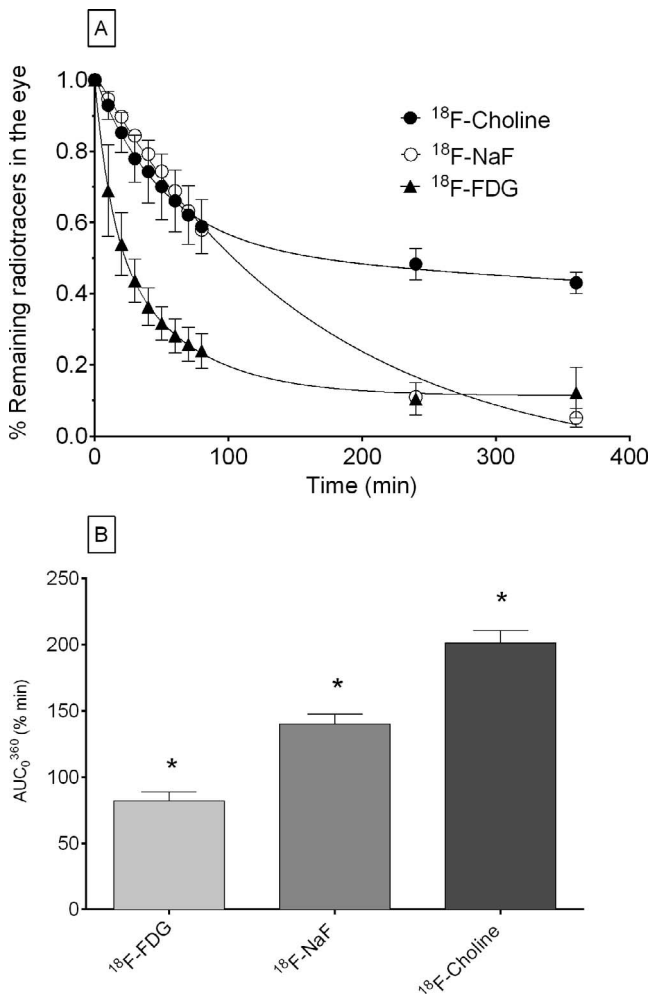 A
% Remaining radiotracers in the eye
1.0
0.8
0.6
0.4
0.2
0.0
¹⁸F-Choline
¹⁸F-NaF
¹⁸F-FDG
0 100 200 300 400
Time (min)
B
AUC₀³⁶⁰ (% min)
250
200
150
100
50
0
* * *
¹⁸F-FDG ¹⁸F-NaF ¹⁸F-Choline